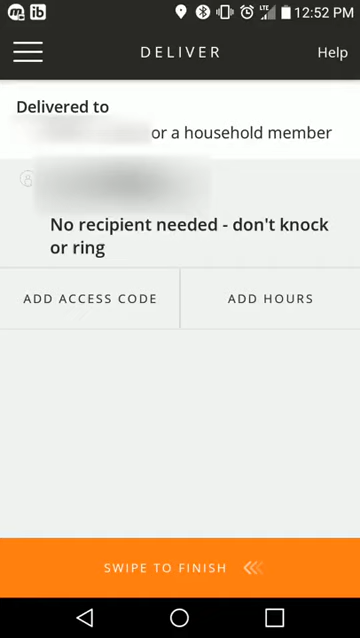 12:52 PM
DELIVER
Help
Delivered to
or a household member
No recipient needed - don't knock
or ring
ADD ACCESS CODE
ADD HOURS
SWIPE TO FINISH